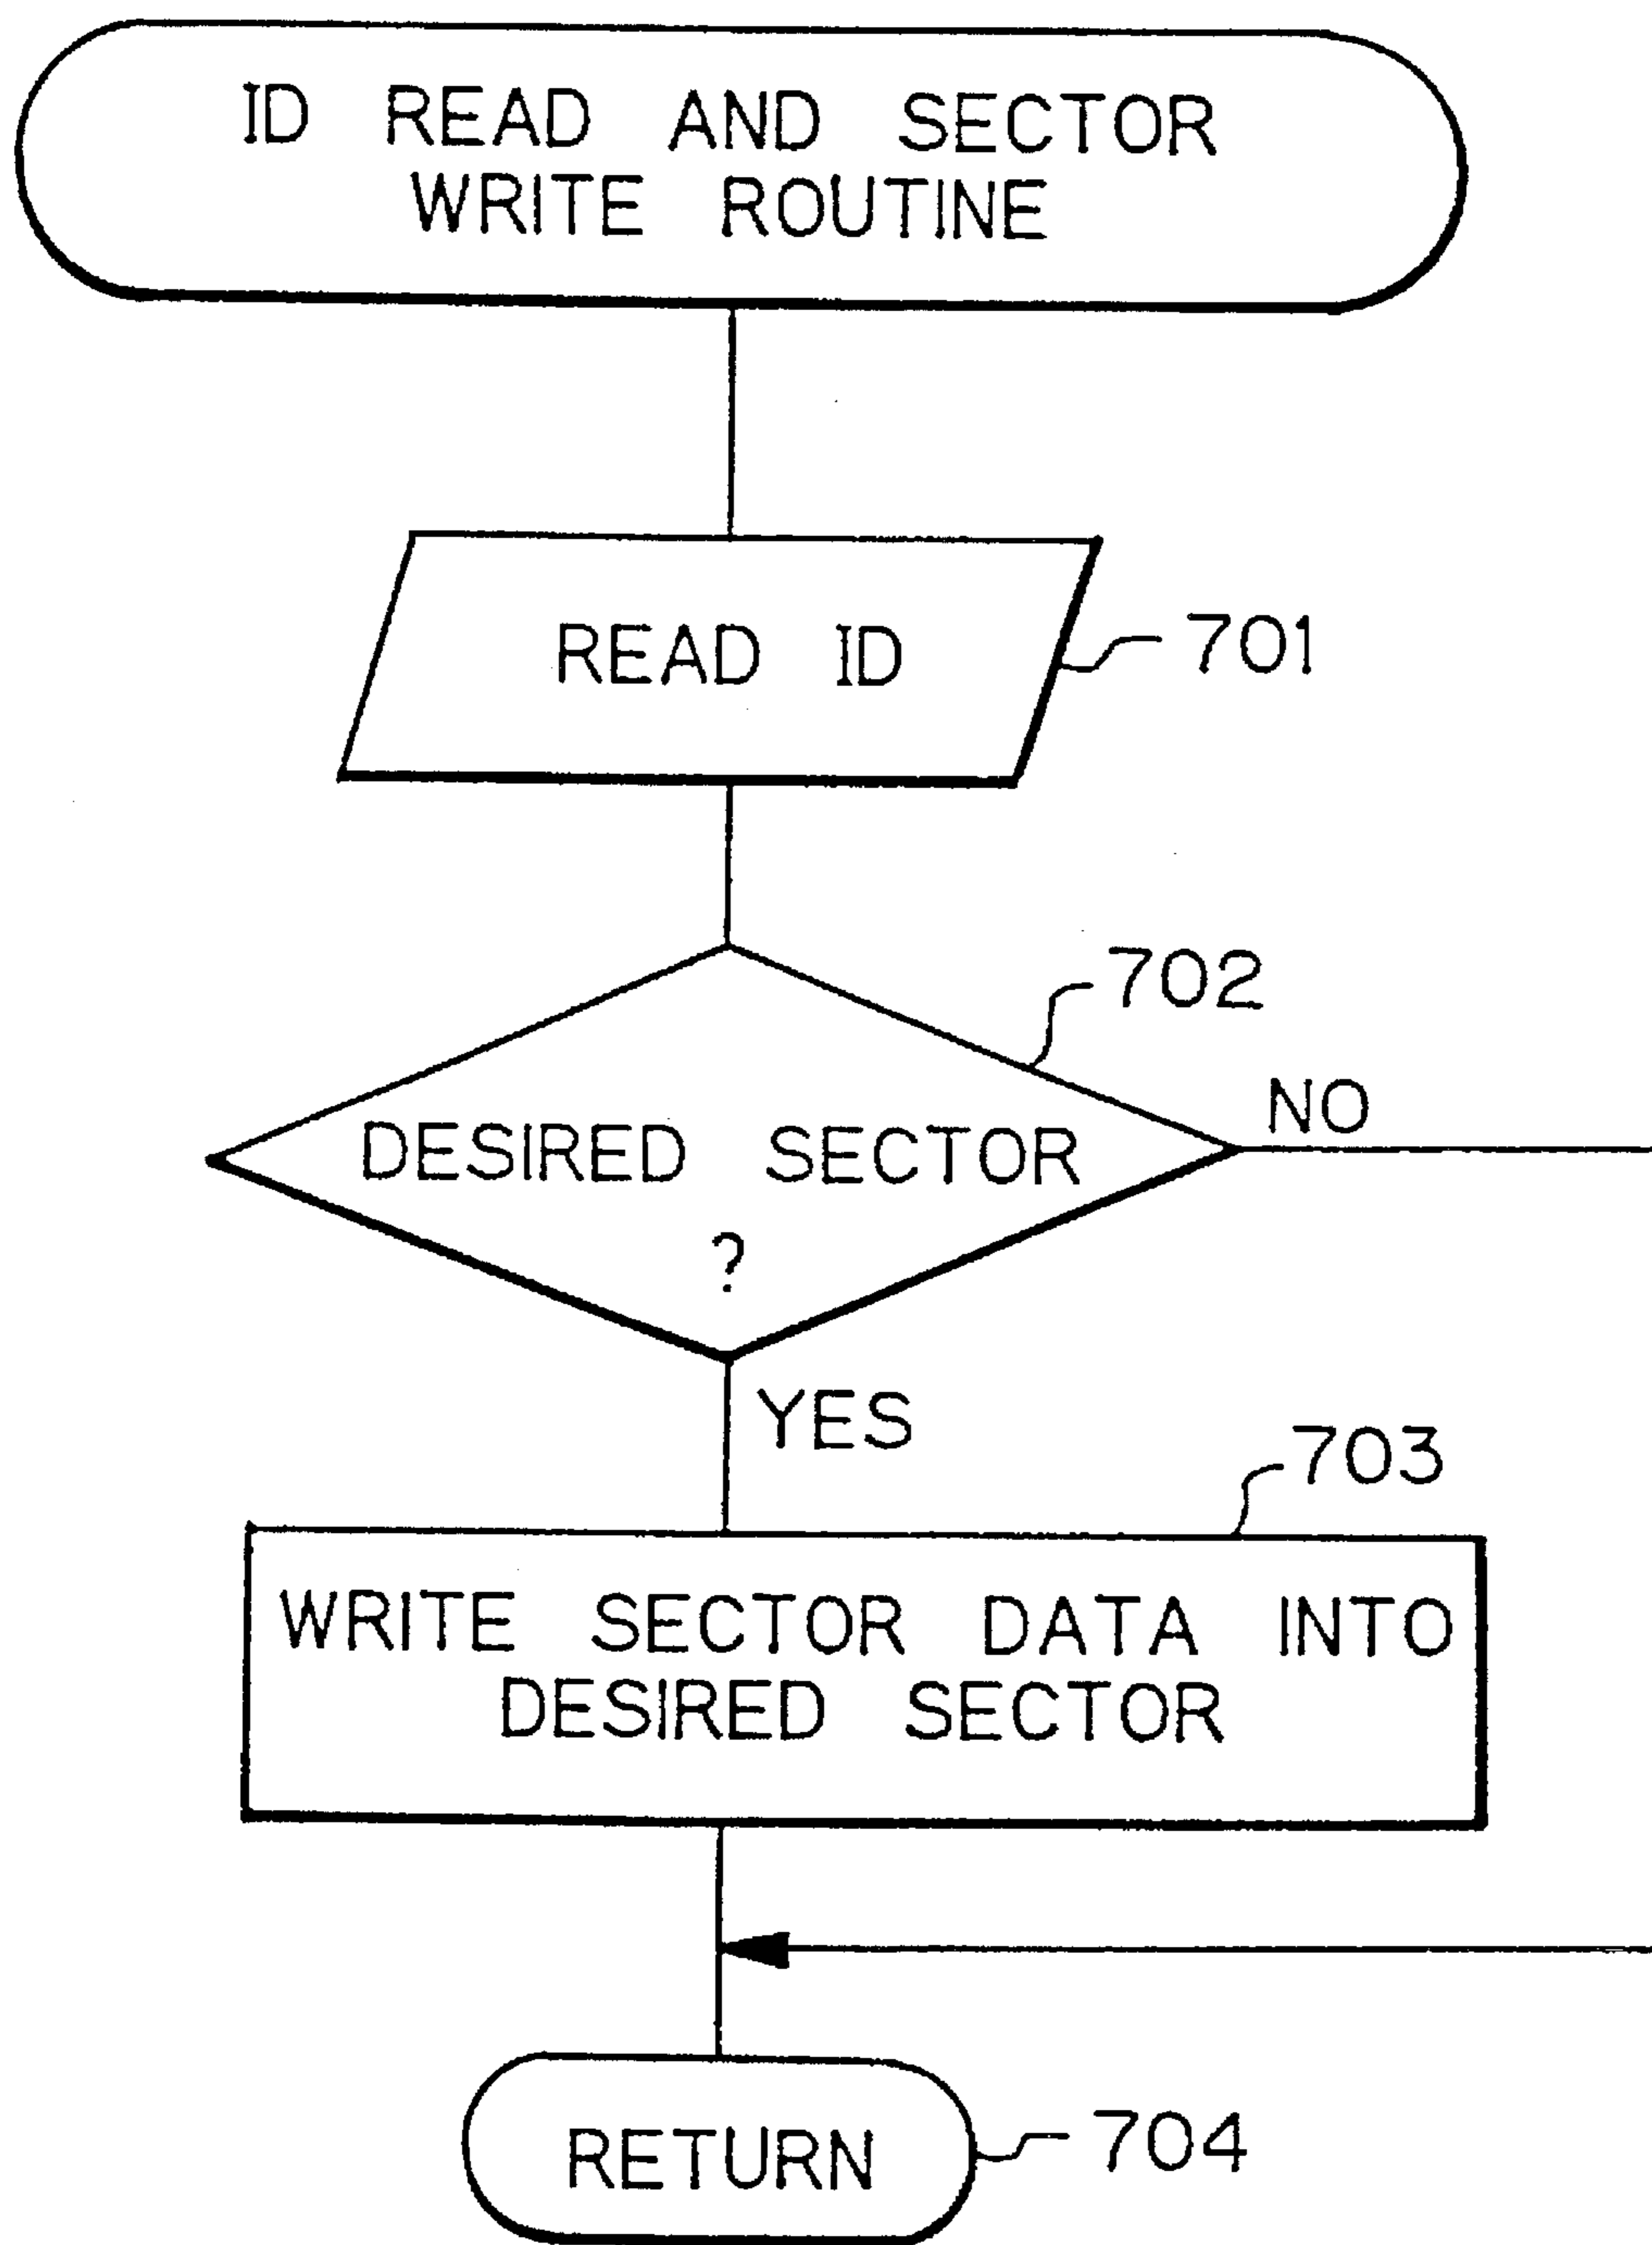 ID READ AND SECTOR
WRITE ROUTINE
READ ID
701
702
NO
DESIRED SECTOR
?
YES
703
WRITE SECTOR DATA INTO
DESIRED SECTOR
RETURN
704